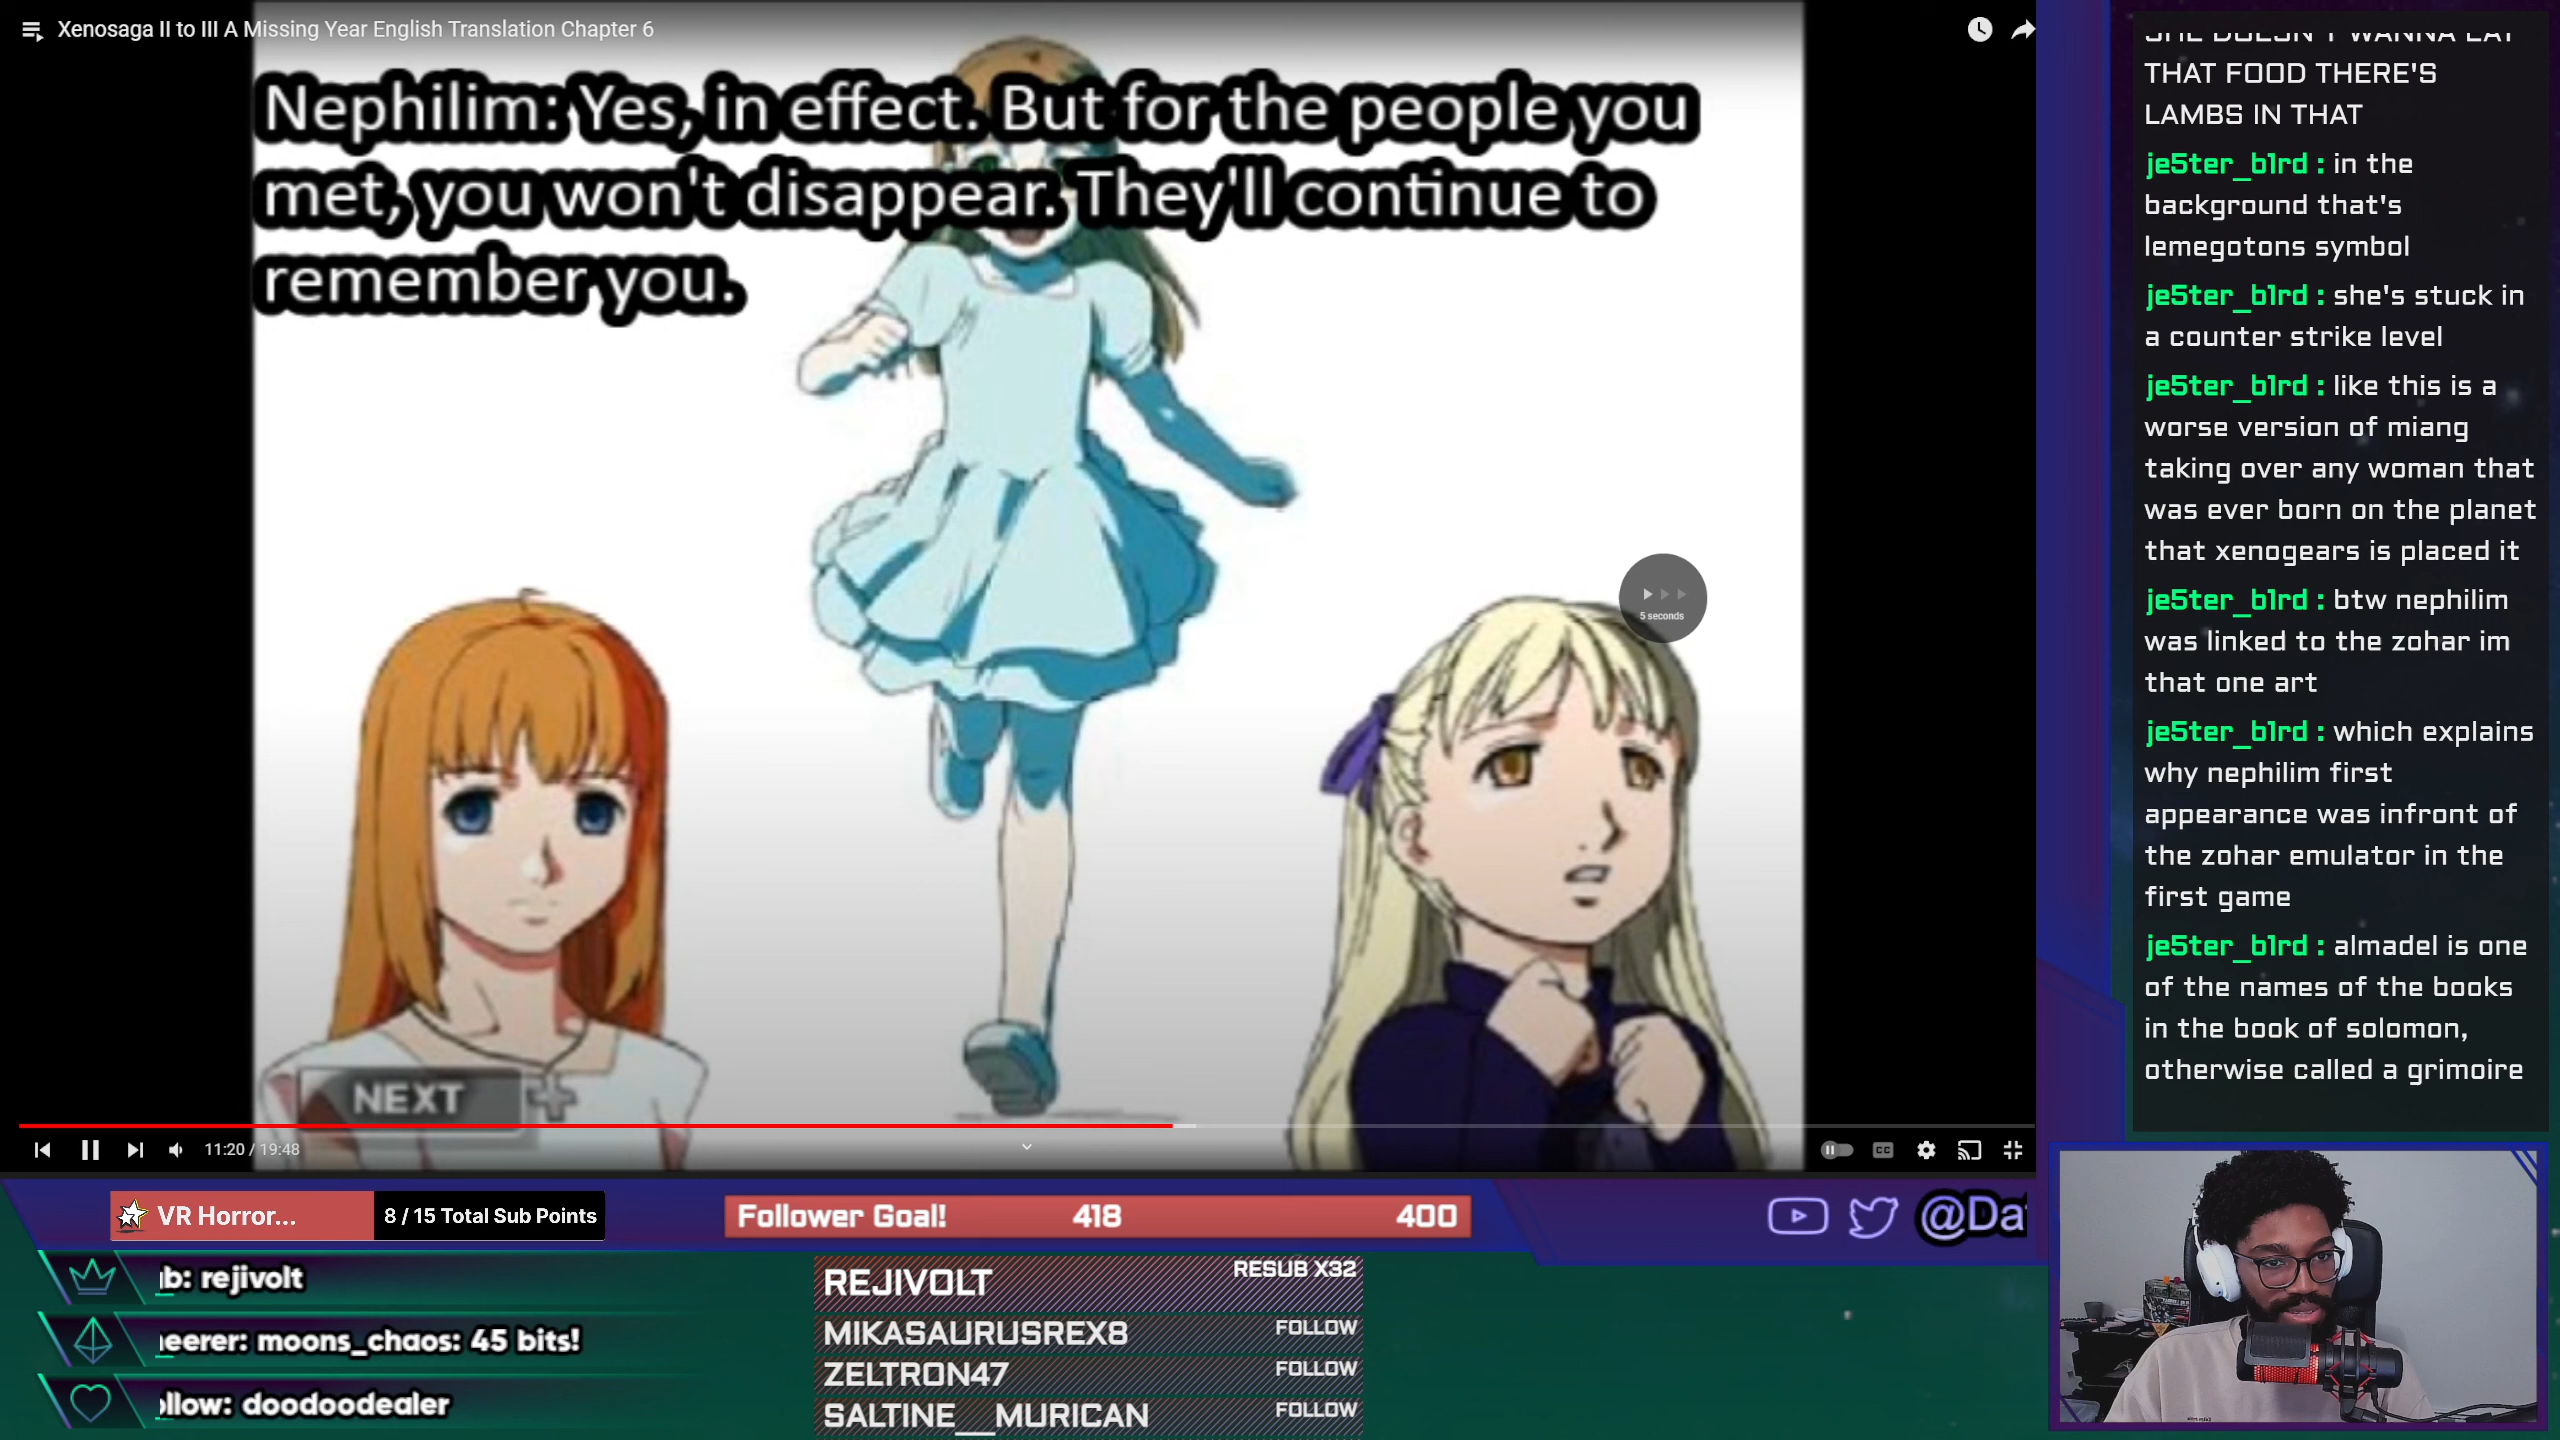 Xenosaga II to III A Missing Year English Translation Chapter 6
Nephilim: Yes, in effect. But for the people you
met, you won't disappear. They'll continue to
remember you.
5 seconds
NEXT
11:20 / 19:48
CC
THAT FOOD THERE'S
LAMBS IN THAT
je5ter_b1rd : in the
background that's
lemegotons symbol
je5ter_b1rd : she's stuck in
a counter strike level
je5ter_b1rd : like this is a
worse version of miang
taking over any woman that
was ever born on the planet
that xenogears is placed it
je5ter_b1rd : btw nephilim
was linked to the zohar im
that one art
je5ter_b1rd : which explains
why nephilim first
appearance was infront of
the zohar emulator in the
first game
je5ter_b1rd : almadel is one
of the names of the books
in the book of solomon,
otherwise called a grimoire
VR Horror... 8 / 15 Total Sub Points
Follower Goal! 418 400
@Da
b: rejivolt
eerer: moons_chaos: 45 bits!
ollow: doodoodealer
REJIVOLT RESUB X32
MIKASAURUSREX8 FOLLOW
ZELTRON47 FOLLOW
SALTINE__MURICAN FOLLOW